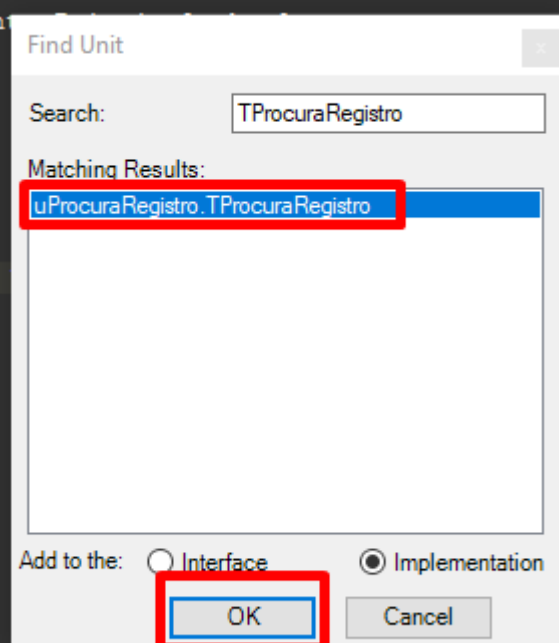 Find Unit
x
Search: TProcuraRegistro
Matching Results:
uProcuraRegistro.TProcuraRegistro
Add to the: Interface Implementation
OK Cancel